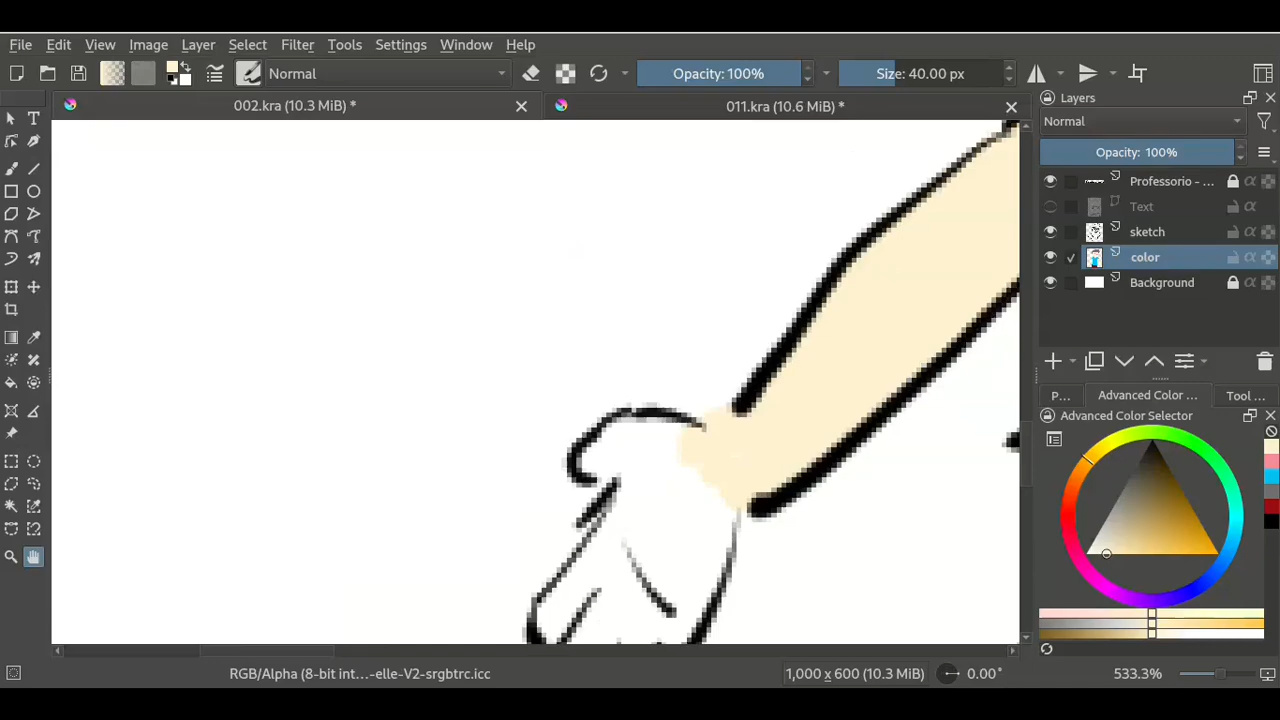 File Edit View Image Layer Select Filter Tools Settings Window Help
Normal Opacity: 100% Size: 40.00 px
002.kra (10.3 MiB) * 011.kra (10.6 MiB) *
Layers
Normal
Opacity: 100%
Professorio - ...
Text
sketch
color
Background
P... Advanced Color ... Tool ...
Advanced Color Selector
RGB/Alpha (8-bit int...-elle-V2-srgbtrc.icc 1,000 x 600 (10.3 MiB) 0.00° 533.3%